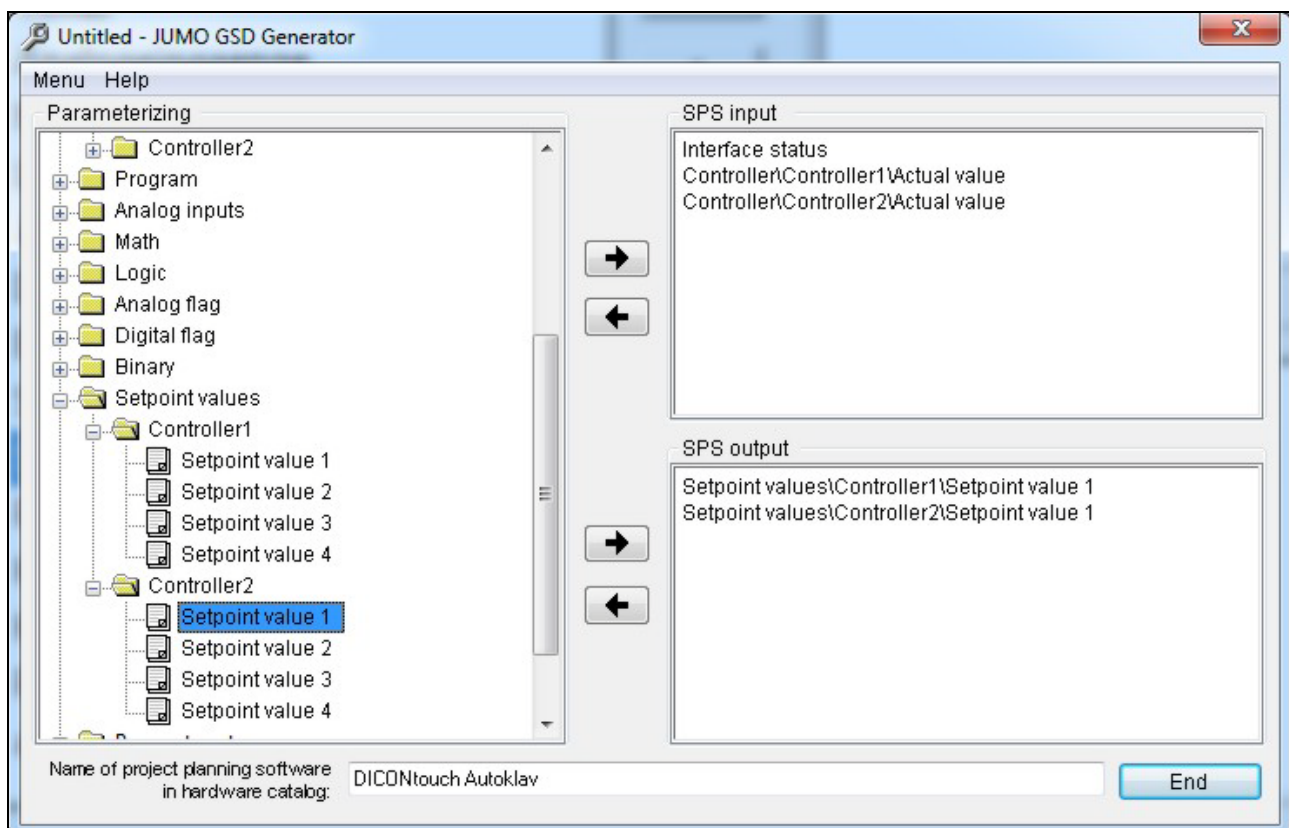 Untitled - JUMO GSD Generator
Menu Help
Parameterizing
Controller2
Program
Analog inputs
Math
Logic
Analog flag
Digital flag
Binary
Setpoint values
Controller1
Setpoint value 1
Setpoint value 2
Setpoint value 3
Setpoint value 4
Controller2
Setpoint value 1
Setpoint value 2
Setpoint value 3
Setpoint value 4
SPS input
Interface status
Controller\Controller1\Actual value
Controller\Controller2\Actual value
SPS output
Setpoint values\Controller1\Setpoint value 1
Setpoint values\Controller2\Setpoint value 1
Name of project planning software
in hardware catalog:
DICONtouch Autoklav
End